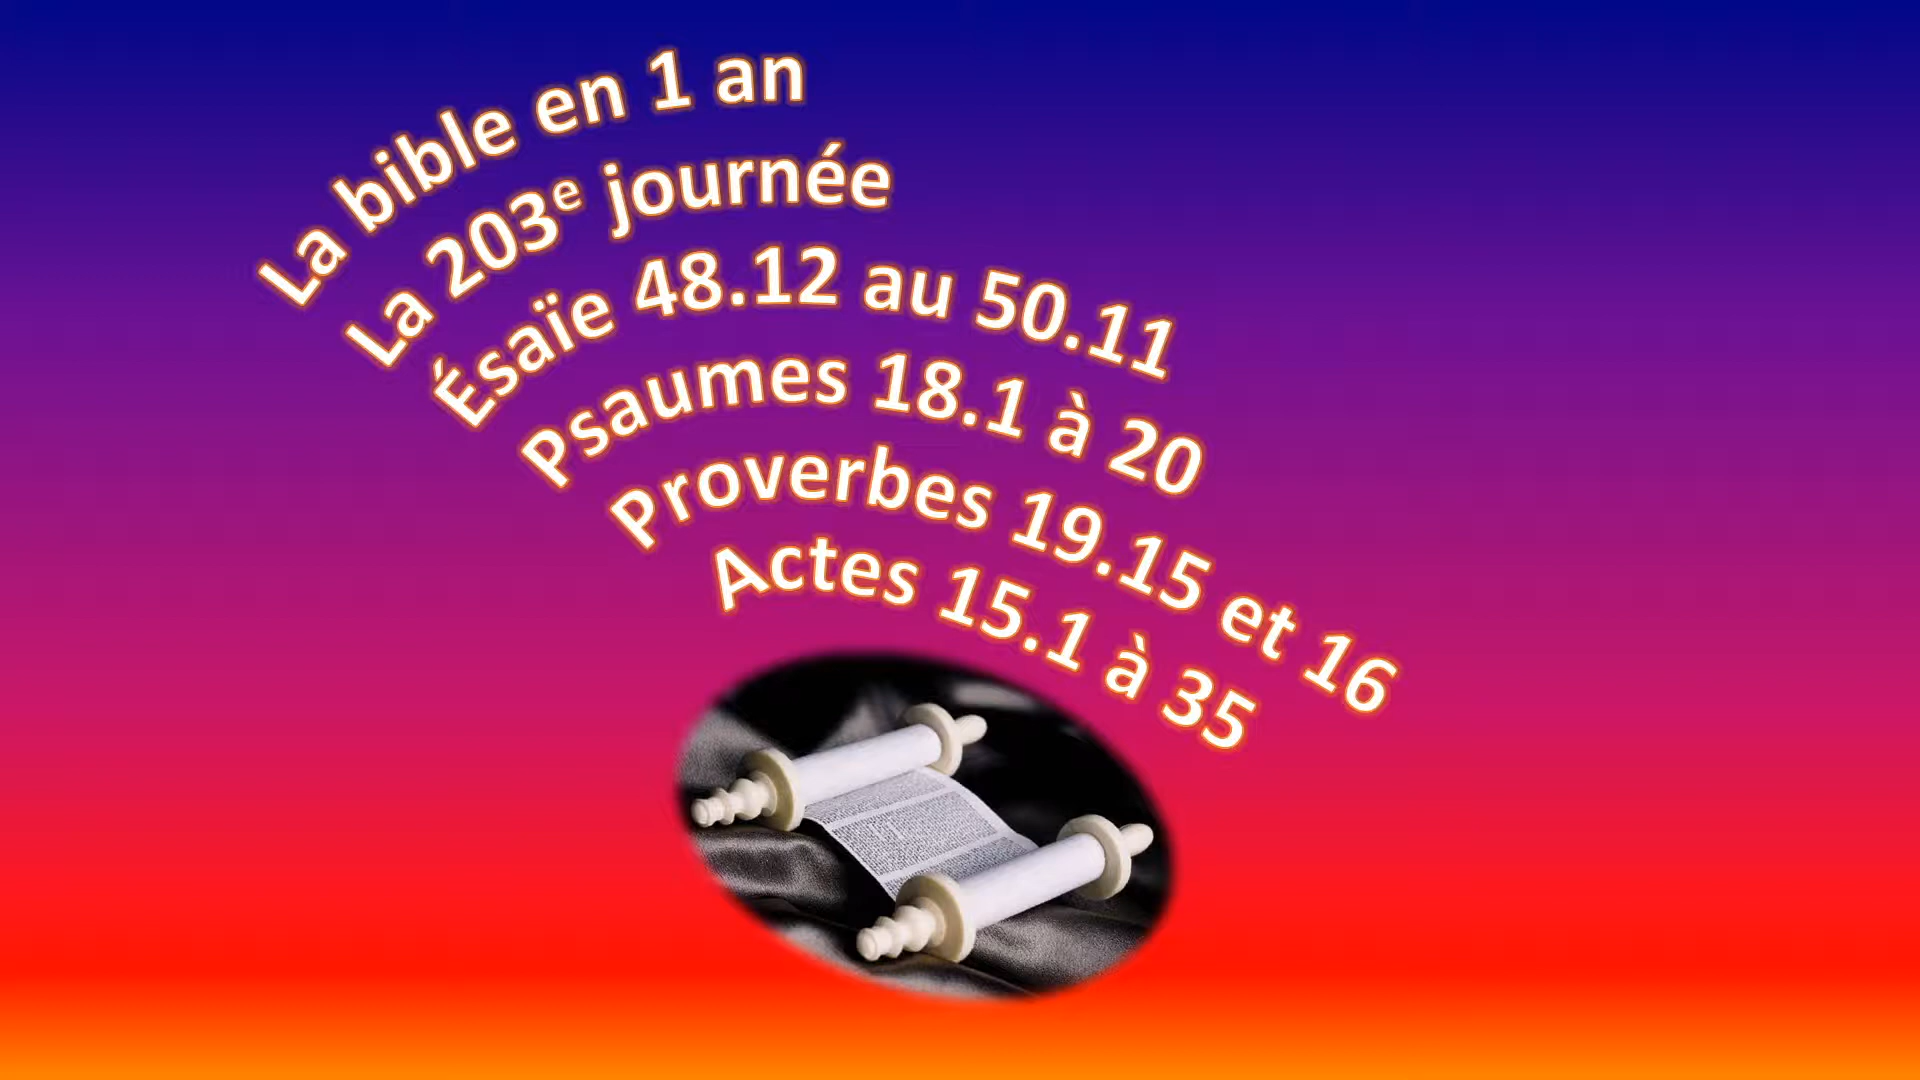 La bible en 1 an
La 203e journée
Ésaïe 48.12 au 50.11
Psaumes 18.1 à 20
Proverbes 19.15 et 16
Actes 15.1 à 35